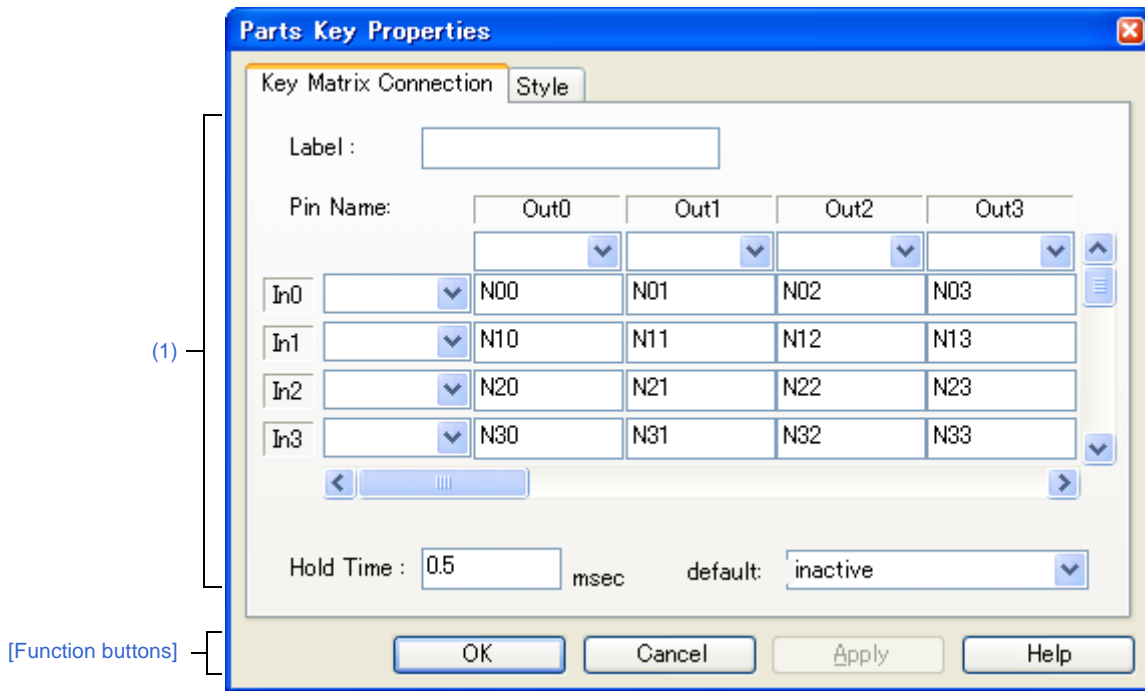 Parts Key Properties
Key Matrix Connection Style
Label :
Pin Name: Out0 Out1 Out2 Out3
In0 N00 N01 N02 N03
(1) In1 N10 N11 N12 N13
In2 N20 N21 N22 N23
In3 N30 N31 N32 N33
Hold Time : 0.5 msec default: inactive
[Function buttons] OK Cancel Apply Help